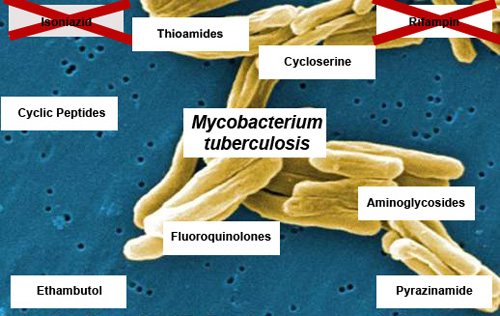 Isoniazid
Rifampin
Thioamides
Cycloserine
Cyclic Peptides
Mycobacterium
tuberculosis
Aminoglycosides
Fluoroquinolones
Ethambutol
Pyrazinamide